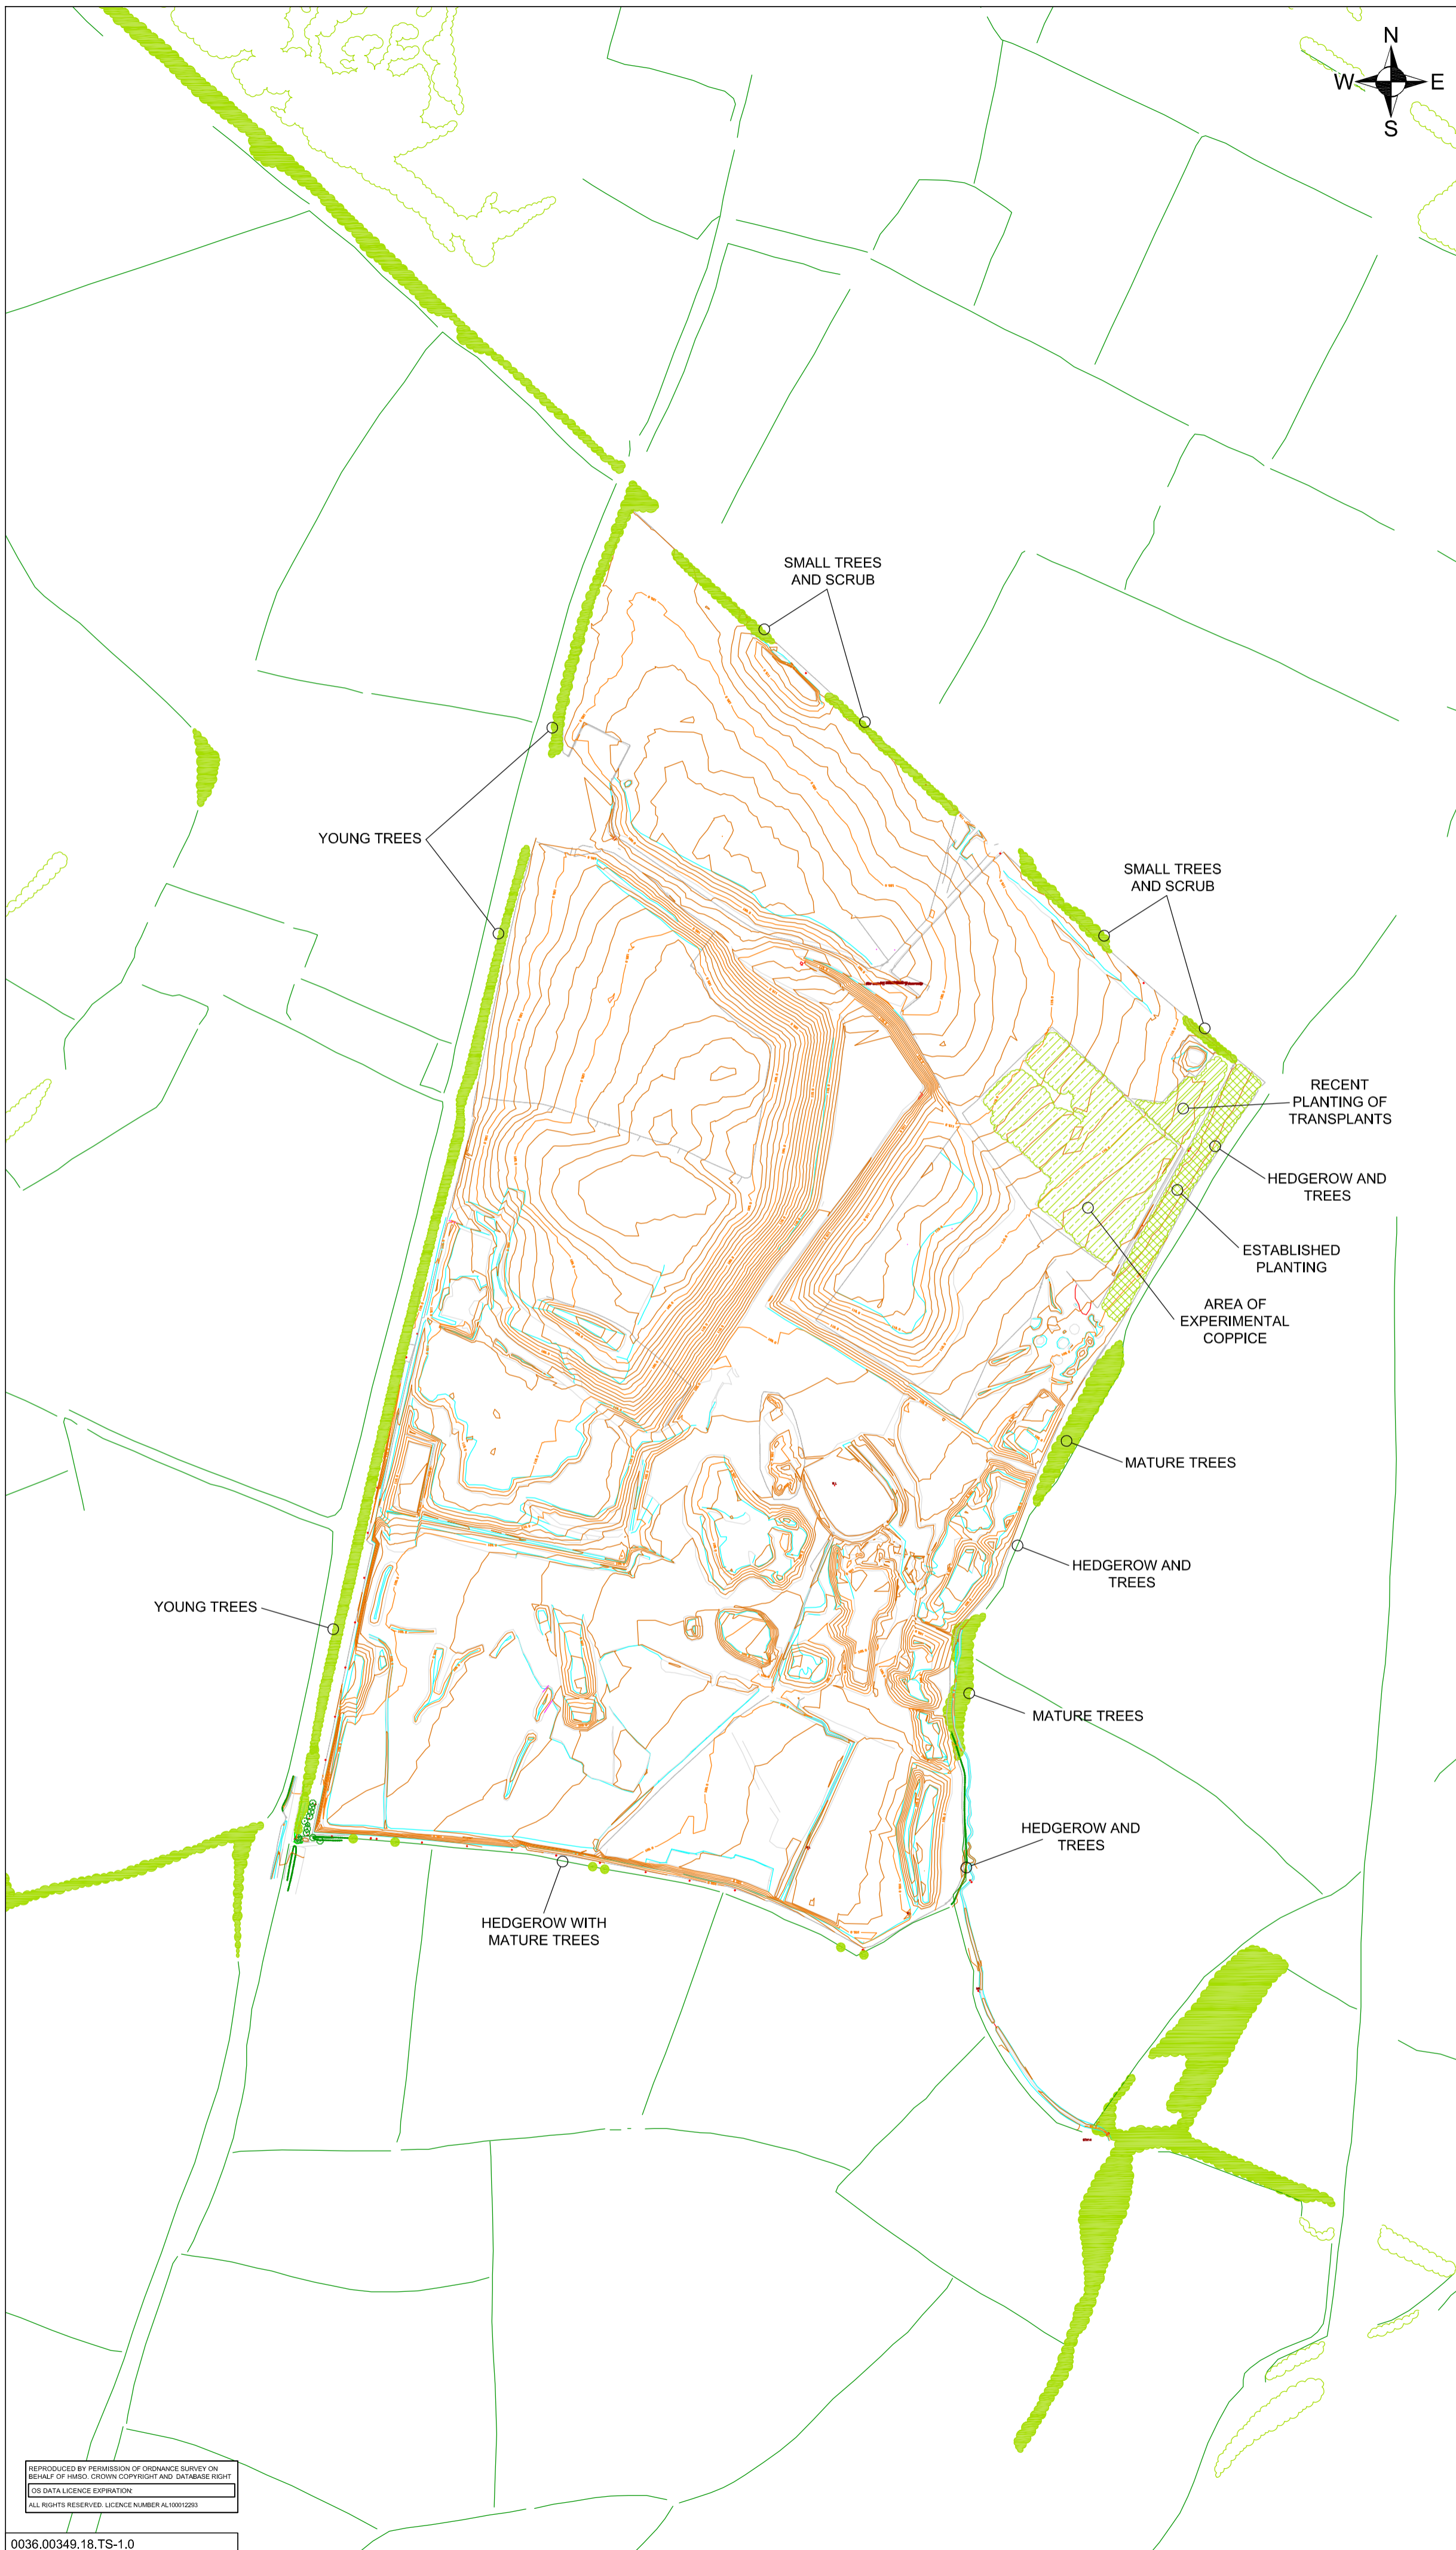 N
W E
S
SMALL TREES
AND SCRUB
YOUNG TREES
SMALL TREES
AND SCRUB
RECENT
PLANTING OF
TRANSPLANTS
HEDGEROW AND
TREES
ESTABLISHED
PLANTING
AREA OF
EXPERIMENTAL
COPPICE
MATURE TREES
HEDGEROW AND
TREES
YOUNG TREES
MATURE TREES
HEDGEROW AND
TREES
HEDGEROW WITH
MATURE TREES
REPRODUCED BY PERMISSION OF ORDNANCE SURVEY ON
BEHALF OF HMSO. CROWN COPYRIGHT AND DATABASE RIGHT
OS DATA LICENCE EXPIRATION:
ALL RIGHTS RESERVED. LICENCE NUMBER AL100012293
0036.00349.18.TS-1.0